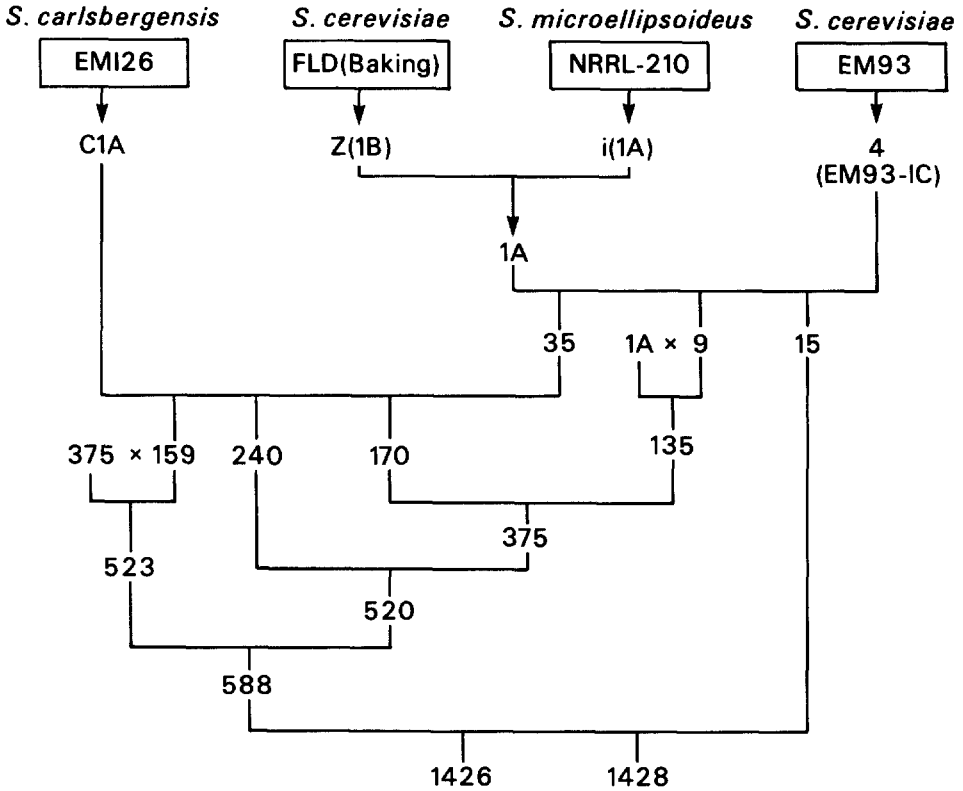 S. carlsbergensis S. cerevisiae S. microellipsoideus S. cerevisiae
EMI26 FLD(Baking) NRRL-210 EM93
C1A Z(1B) i(1A) 4
(EM93-IC)
1A
35 1A × 9 15
375 × 159 240 170 135
375
523
520
588
1426 1428